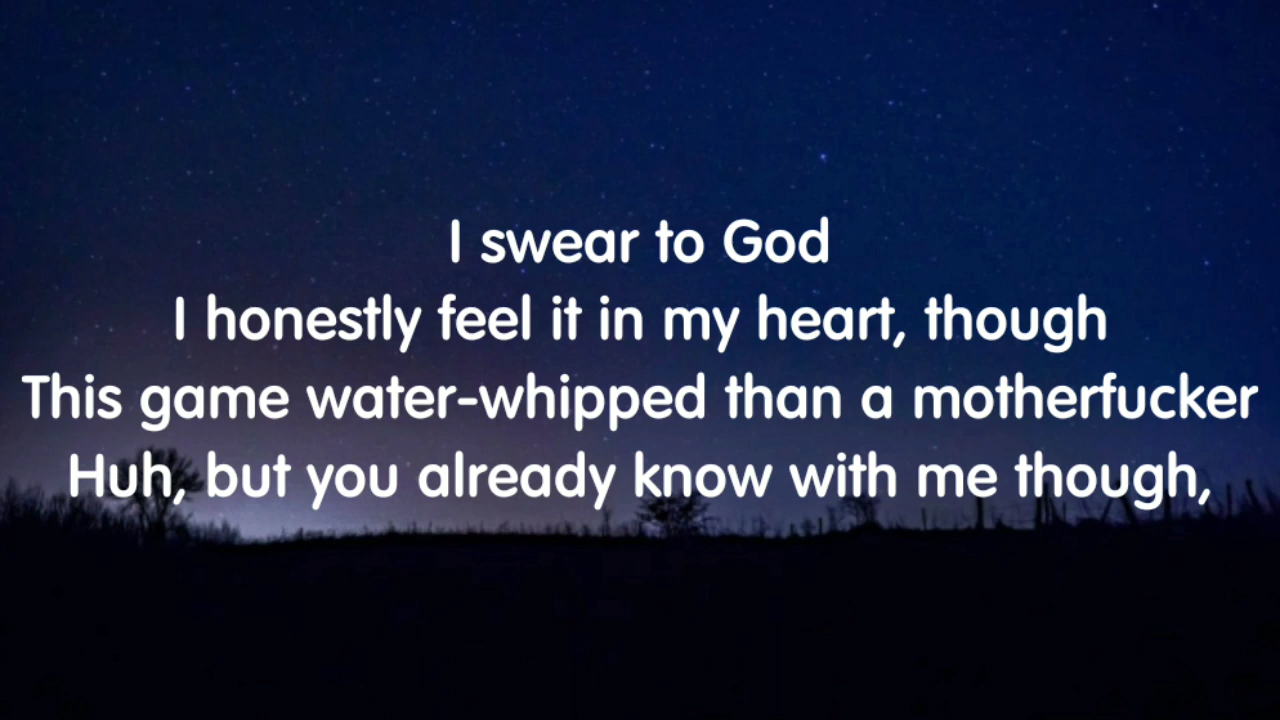 I swear to God
I honestly feel it in my heart, though
This game water-whipped than a motherfucker
Huh, but you already know with me though,